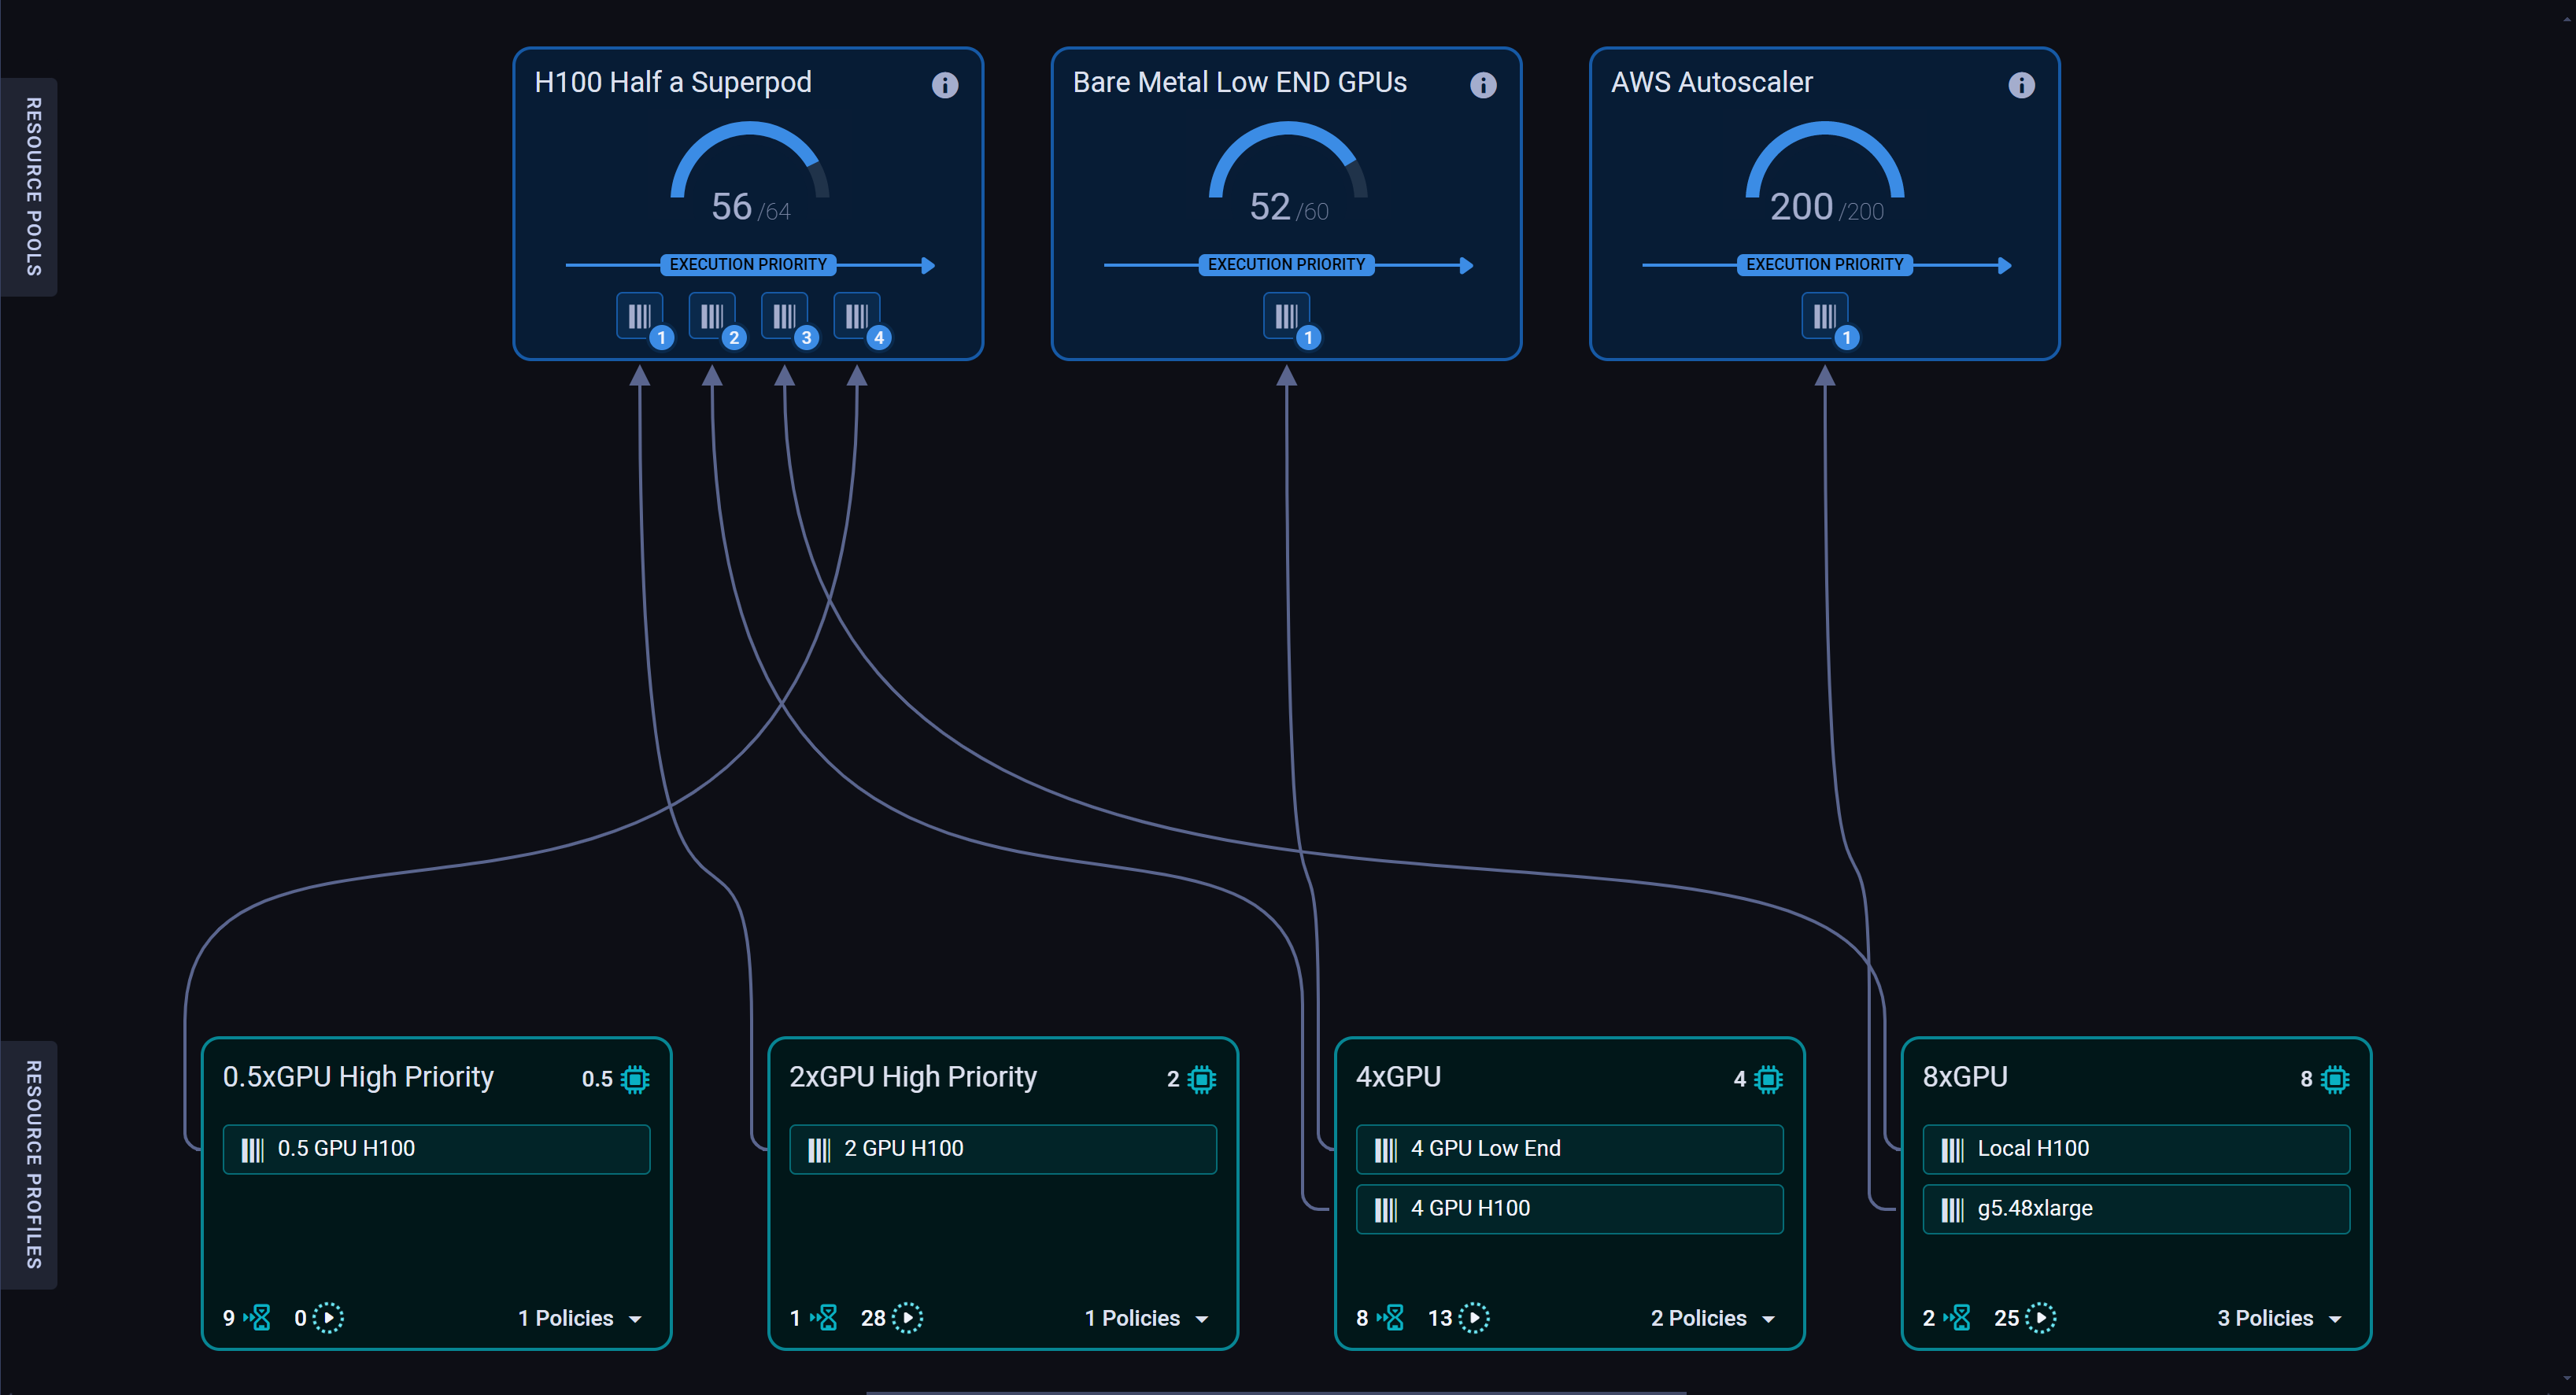 RESOURCE POOLS
H100 Half a Superpod
56 /64
EXECUTION PRIORITY
1 2 3 4
Bare Metal Low END GPUs
52 /60
EXECUTION PRIORITY
1
AWS Autoscaler
200 /200
EXECUTION PRIORITY
1
RESOURCE PROFILES
0.5xGPU High Priority 0.5
0.5 GPU H100
9 0 1 Policies
2xGPU High Priority 2
2 GPU H100
1 28 1 Policies
4xGPU 4
4 GPU Low End
4 GPU H100
8 13 2 Policies
8xGPU 8
Local H100
g5.48xlarge
2 25 3 Policies